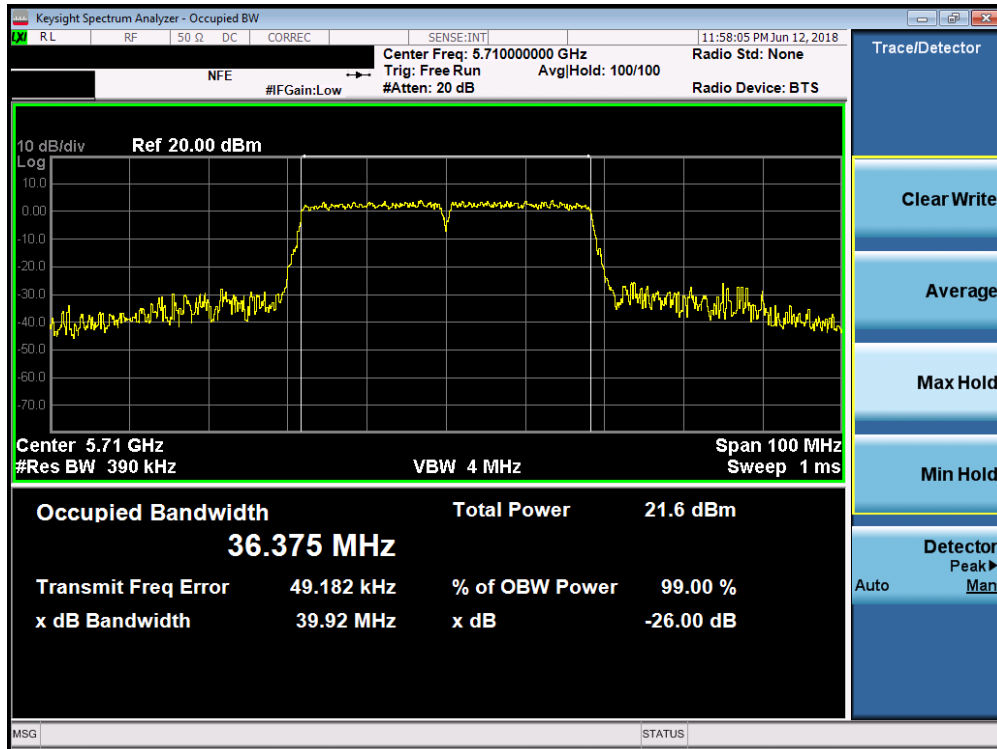 Keysight Spectrum Analyzer - Occupied BW
LXI RL RF 50 Ω DC CORREC SENSE:INT 11:58:05 PM Jun 12, 2018
NFE
#IFGain:Low
Center Freq: 5.710000000 GHz
Trig: Free Run Avg|Hold: 100/100
#Atten: 20 dB
Radio Std: None
Radio Device: BTS
10 dB/div Ref 20.00 dBm
Log
10.0
0.00
-10.0
-20.0
-30.0
-40.0
-50.0
-60.0
-70.0
Center 5.71 GHz Span 100 MHz
#Res BW 390 kHz VBW 4 MHz Sweep 1 ms
Occupied Bandwidth Total Power 21.6 dBm
36.375 MHz
Transmit Freq Error 49.182 kHz % of OBW Power 99.00 %
x dB Bandwidth 39.92 MHz x dB -26.00 dB
Trace/Detector
Clear Write
Average
Max Hold
Min Hold
Detector
Peak▶
Auto Man
MSG STATUS